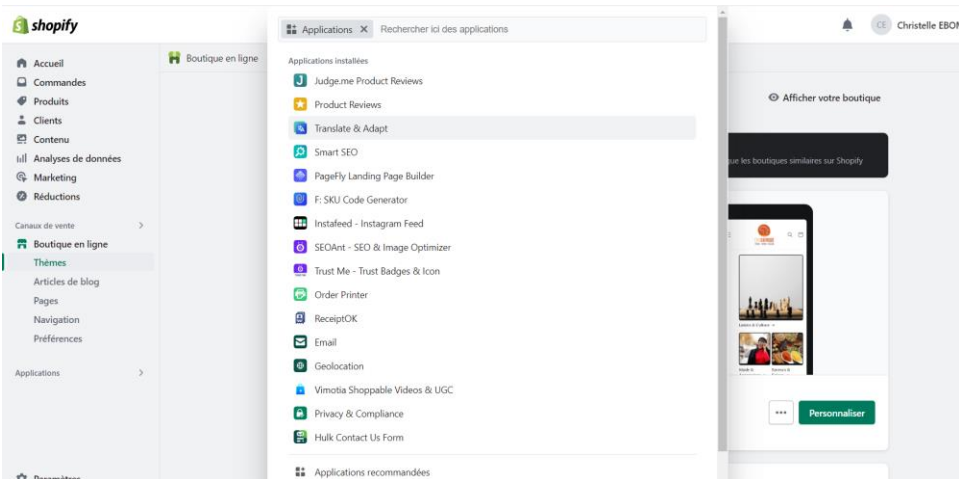 shopify
Applications
Rechercher ici des applications
Christelle EBOM
Accueil
Commandes
Produits
Clients
Contenu
Analyses de données
Marketing
Réductions
Canaux de vente
Boutique en ligne
Thèmes
Articles de blog
Pages
Navigation
Préférences
Applications
Paramètres
Boutique en ligne
Applications installées
Judge.me Product Reviews
Product Reviews
Translate & Adapt
Smart SEO
PageFly Landing Page Builder
F: SKU Code Generator
Instafeed - Instagram Feed
SEOAnt - SEO & Image Optimizer
Trust Me - Trust Badges & Icon
Order Printer
ReceiptOK
Email
Geolocation
Vimotia Shoppable Videos & UGC
Privacy & Compliance
Hulk Contact Us Form
Applications recommandées
Afficher votre boutique
que les boutiques similaires sur Shopify
Personnaliser